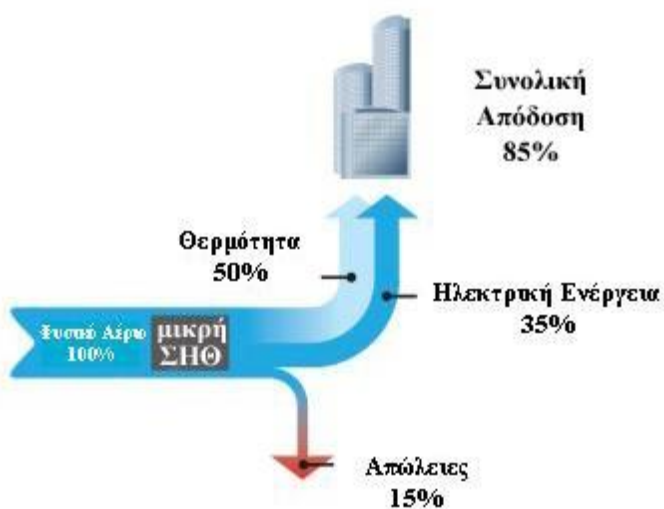 Συνολική
Απόδοση
85%
Θερμότητα
50%
Ηλεκτρική Ενέργεια
35%
Φυσικό Αέριο
100%
μικρή
ΣΗΘ
Απώλειες
15%